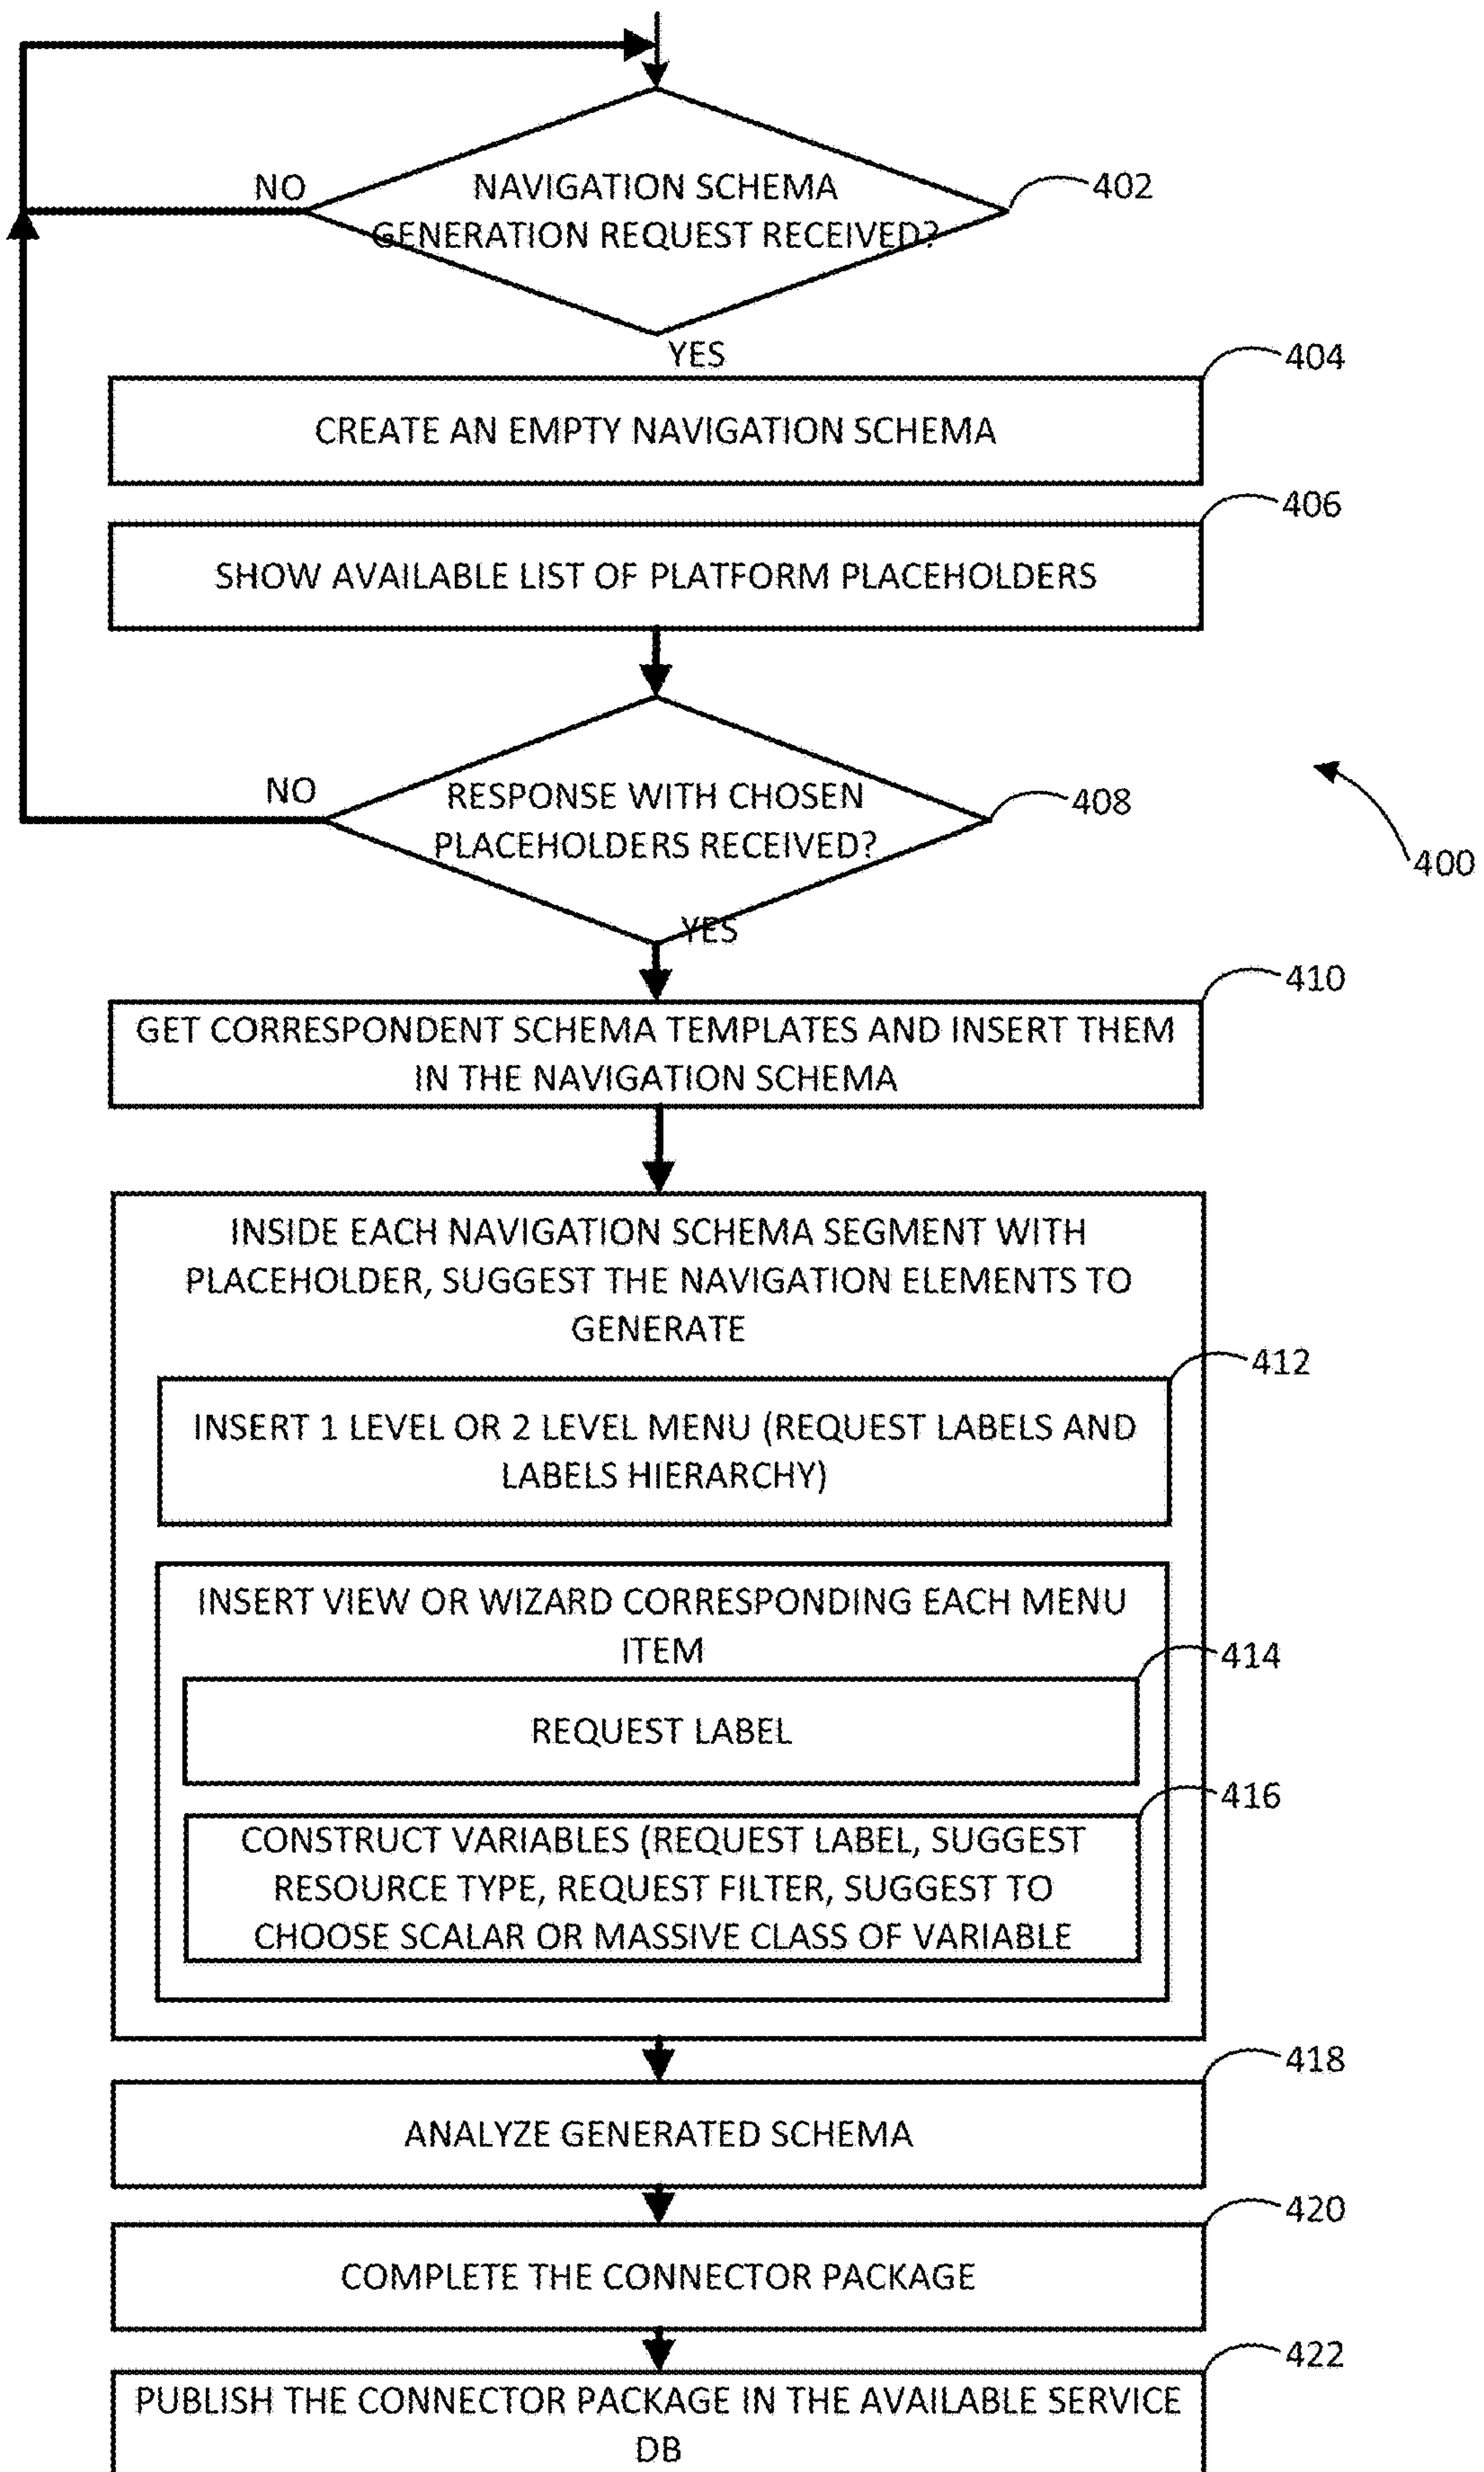 NO
NAVIGATION SCHEMA
GENERATION REQUEST RECEIVED?
402
YES
404
CREATE AN EMPTY NAVIGATION SCHEMA
406
SHOW AVAILABLE LIST OF PLATFORM PLACEHOLDERS
NO
RESPONSE WITH CHOSEN
PLACEHOLDERS RECEIVED?
408
400
YES
410
GET CORRESPONDENT SCHEMA TEMPLATES AND INSERT THEM
IN THE NAVIGATION SCHEMA
INSIDE EACH NAVIGATION SCHEMA SEGMENT WITH
PLACEHOLDER, SUGGEST THE NAVIGATION ELEMENTS TO
GENERATE
412
INSERT 1 LEVEL OR 2 LEVEL MENU (REQUEST LABELS AND
LABELS HIERARCHY)
INSERT VIEW OR WIZARD CORRESPONDING EACH MENU
ITEM
414
REQUEST LABEL
416
CONSTRUCT VARIABLES (REQUEST LABEL, SUGGEST
RESOURCE TYPE, REQUEST FILTER, SUGGEST TO
CHOOSE SCALAR OR MASSIVE CLASS OF VARIABLE
418
ANALYZE GENERATED SCHEMA
420
COMPLETE THE CONNECTOR PACKAGE
422
PUBLISH THE CONNECTOR PACKAGE IN THE AVAILABLE SERVICE
DB